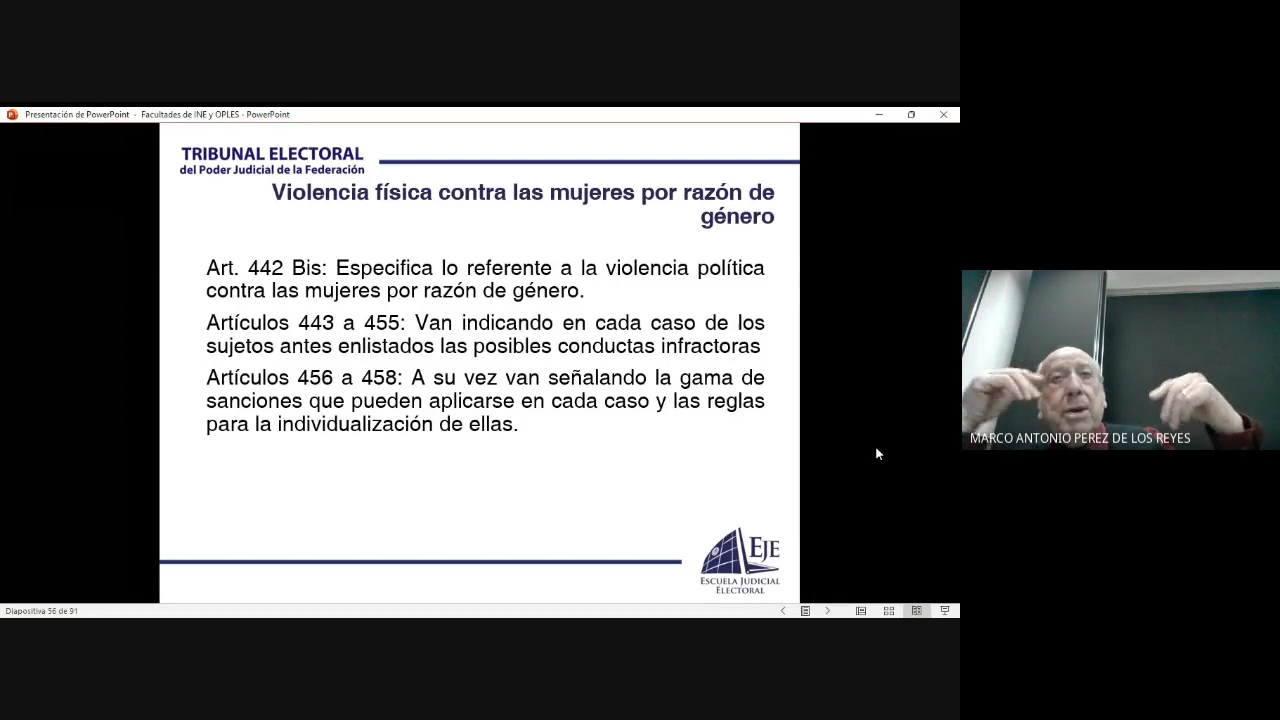 Presentación de PowerPoint - Facultades de INE y OPLES - PowerPoint
TRIBUNAL ELECTORAL
del Poder Judicial de la Federación
Violencia física contra las mujeres por razón de
género
Art. 442 Bis: Especifica lo referente a la violencia política
contra las mujeres por razón de género.
Artículos 443 a 455: Van indicando en cada caso de los
sujetos antes enlistados las posibles conductas infractoras
Artículos 456 a 458: A su vez van señalando la gama de
sanciones que pueden aplicarse en cada caso y las reglas
para la individualización de ellas.
MARCO ANTONIO PEREZ DE LOS REYES
EJE
ESCUELA JUDICIAL
ELECTORAL
Diapositiva 56 de 91